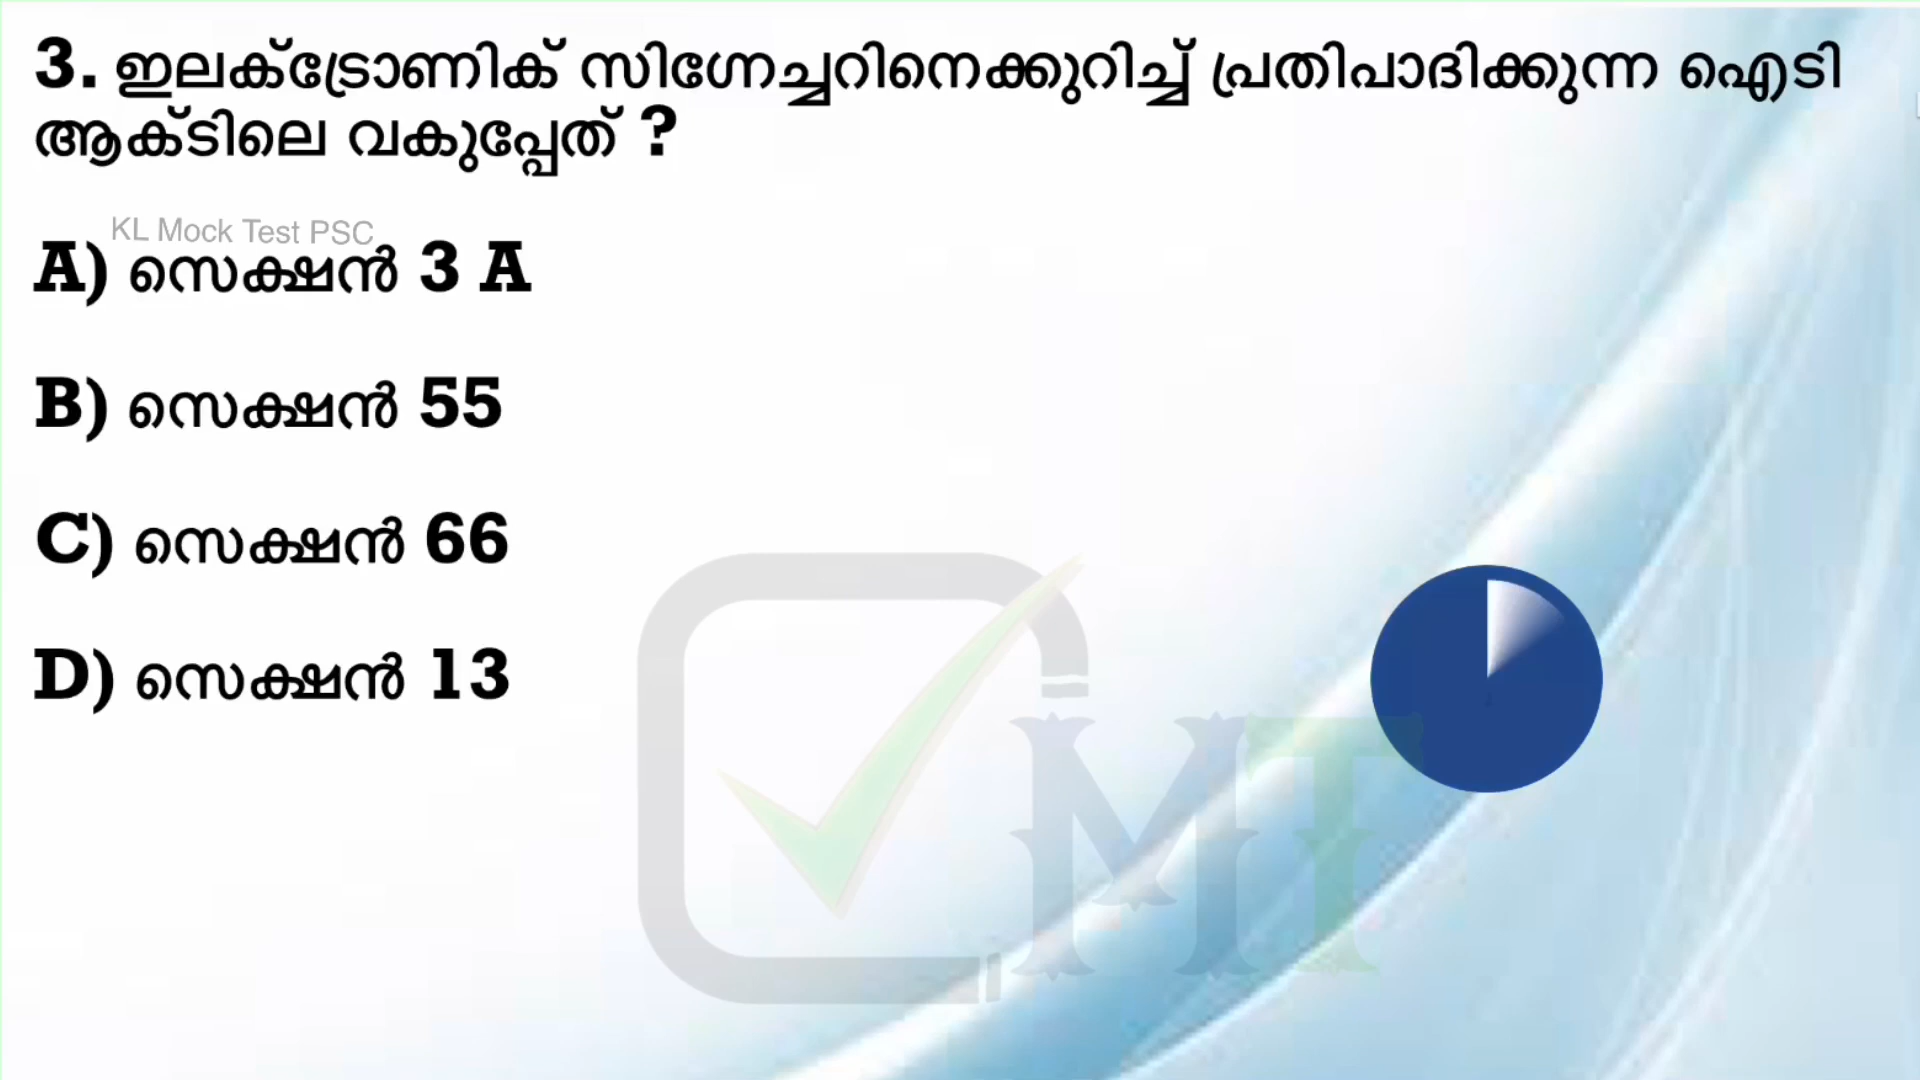 3. ഇലക്ട്രോണിക് സിഗ്നേച്ചറിനെക്കുറിച്ച് പ്രതിപാദിക്കുന്ന ഐടി
ആക്ടിലെ വകുപ്പേത് ?
KL Mock Test PSC
A) സെക്ഷൻ 3 A
B) സെക്ഷൻ 55
C) സെക്ഷൻ 66
D) സെക്ഷൻ 13
MT